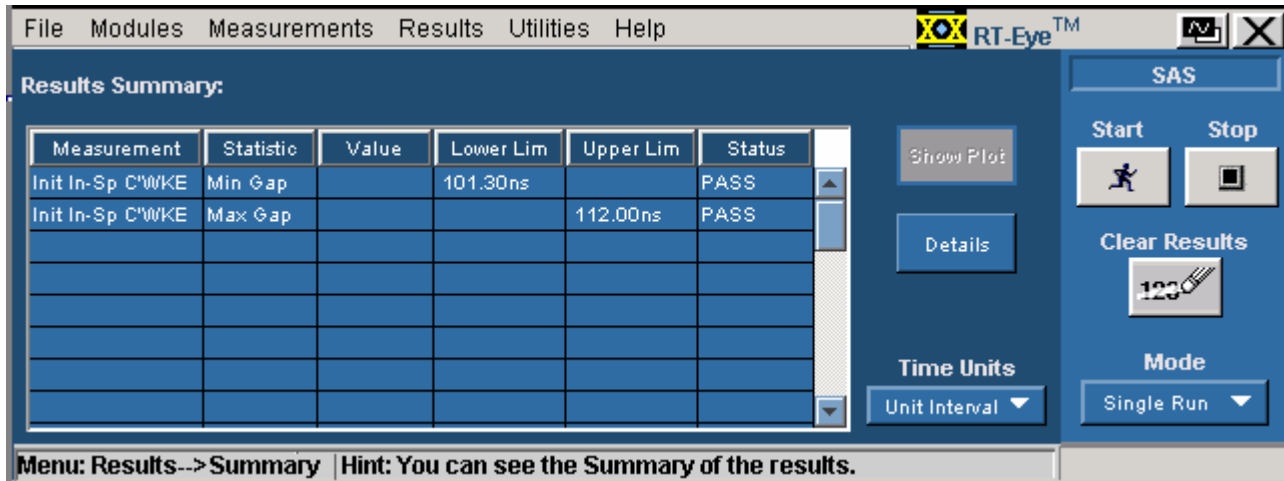 File Modules Measurements Results Utilities Help RT-Eye™
Results Summary:
SAS
Measurement Statistic Value Lower Lim Upper Lim Status
Init In-Sp C'WKE Min Gap 101.30ns PASS
Init In-Sp C'WKE Max Gap 112.00ns PASS
Show Plot
Details
Time Units
Unit Interval
Start Stop
Clear Results
123
Mode
Single Run
Menu: Results-->Summary |Hint: You can see the Summary of the results.